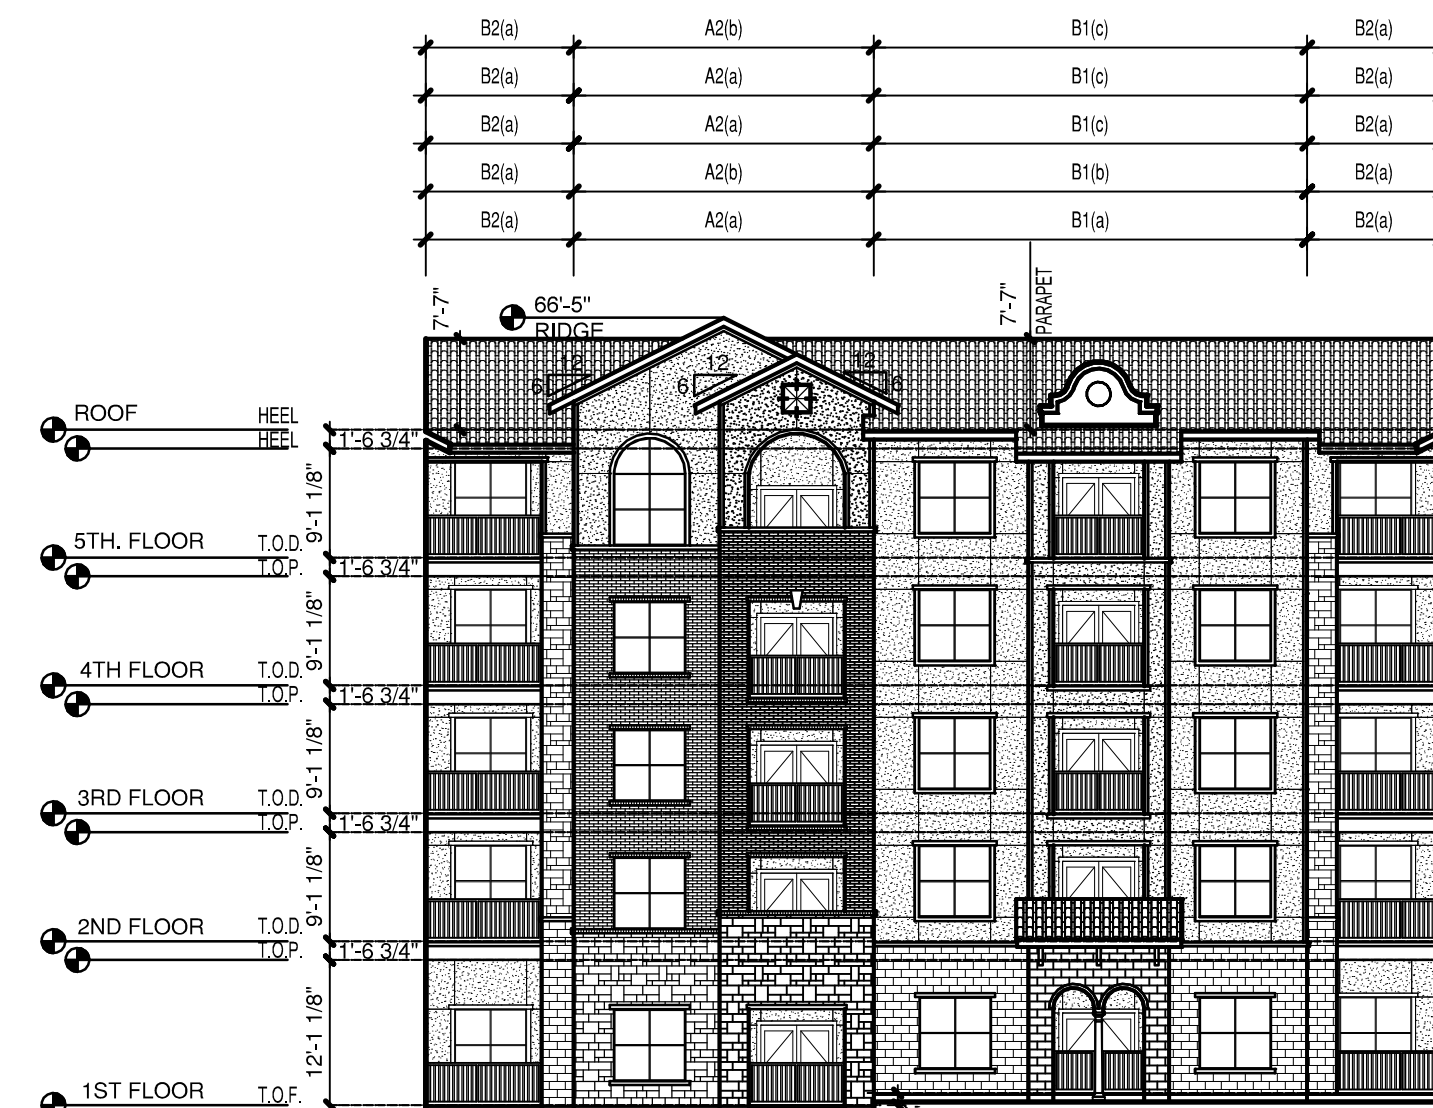 B2(a) A2(b) B1(c) B2(a)
B2(a) A2(a) B1(c) B2(a)
B2(a) A2(a) B1(c) B2(a)
B2(a) A2(b) B1(b) B2(a)
B2(a) A2(a) B1(a) B2(a)
7'-7"
66'-5"
RIDGE
7'-7"
PARAPET
12
6
12
6
12
6
ROOF HEEL
HEEL 1'-6 3/4"
9'-1 1/8"
5TH. FLOOR T.O.D.
T.O.P. 1'-6 3/4"
9'-1 1/8"
4TH FLOOR T.O.D.
T.O.P. 1'-6 3/4"
9'-1 1/8"
3RD FLOOR T.O.D.
T.O.P. 1'-6 3/4"
9'-1 1/8"
2ND FLOOR T.O.D.
T.O.P. 1'-6 3/4"
12'-1 1/8"
1ST FLOOR T.O.F.